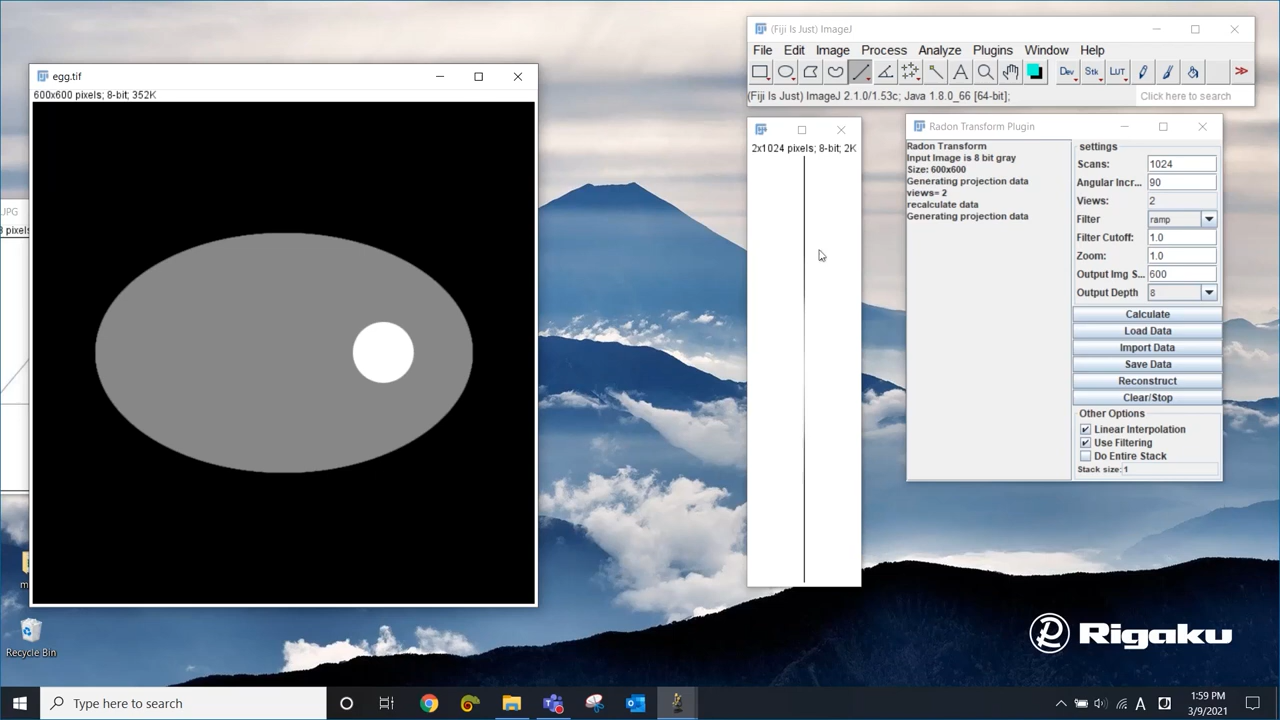 (Fiji Is Just) ImageJ
File Edit Image Process Analyze Plugins Window Help
Dev Stk LUT
(Fiji Is Just) ImageJ 2.1.0/1.53c; Java 1.8.0_66 [64-bit];
Click here to search
egg.tif
600x600 pixels; 8-bit; 352K
JPG
pixels
2x1024 pixels; 8-bit; 2K
Radon Transform Plugin
Radon Transform
Input Image is 8 bit gray
Size: 600x600
Generating projection data
views= 2
recalculate data
Generating projection data
settings
Scans: 1024
Angular Incr... 90
Views: 2
Filter ramp
Filter Cutoff: 1.0
Zoom: 1.0
Output Img S... 600
Output Depth 8
Calculate
Load Data
Import Data
Save Data
Reconstruct
Clear/Stop
Other Options
Linear Interpolation
Use Filtering
Do Entire Stack
Stack size: 1
Recycle Bin
Rigaku
Type here to search
A
1:59 PM
3/9/2021